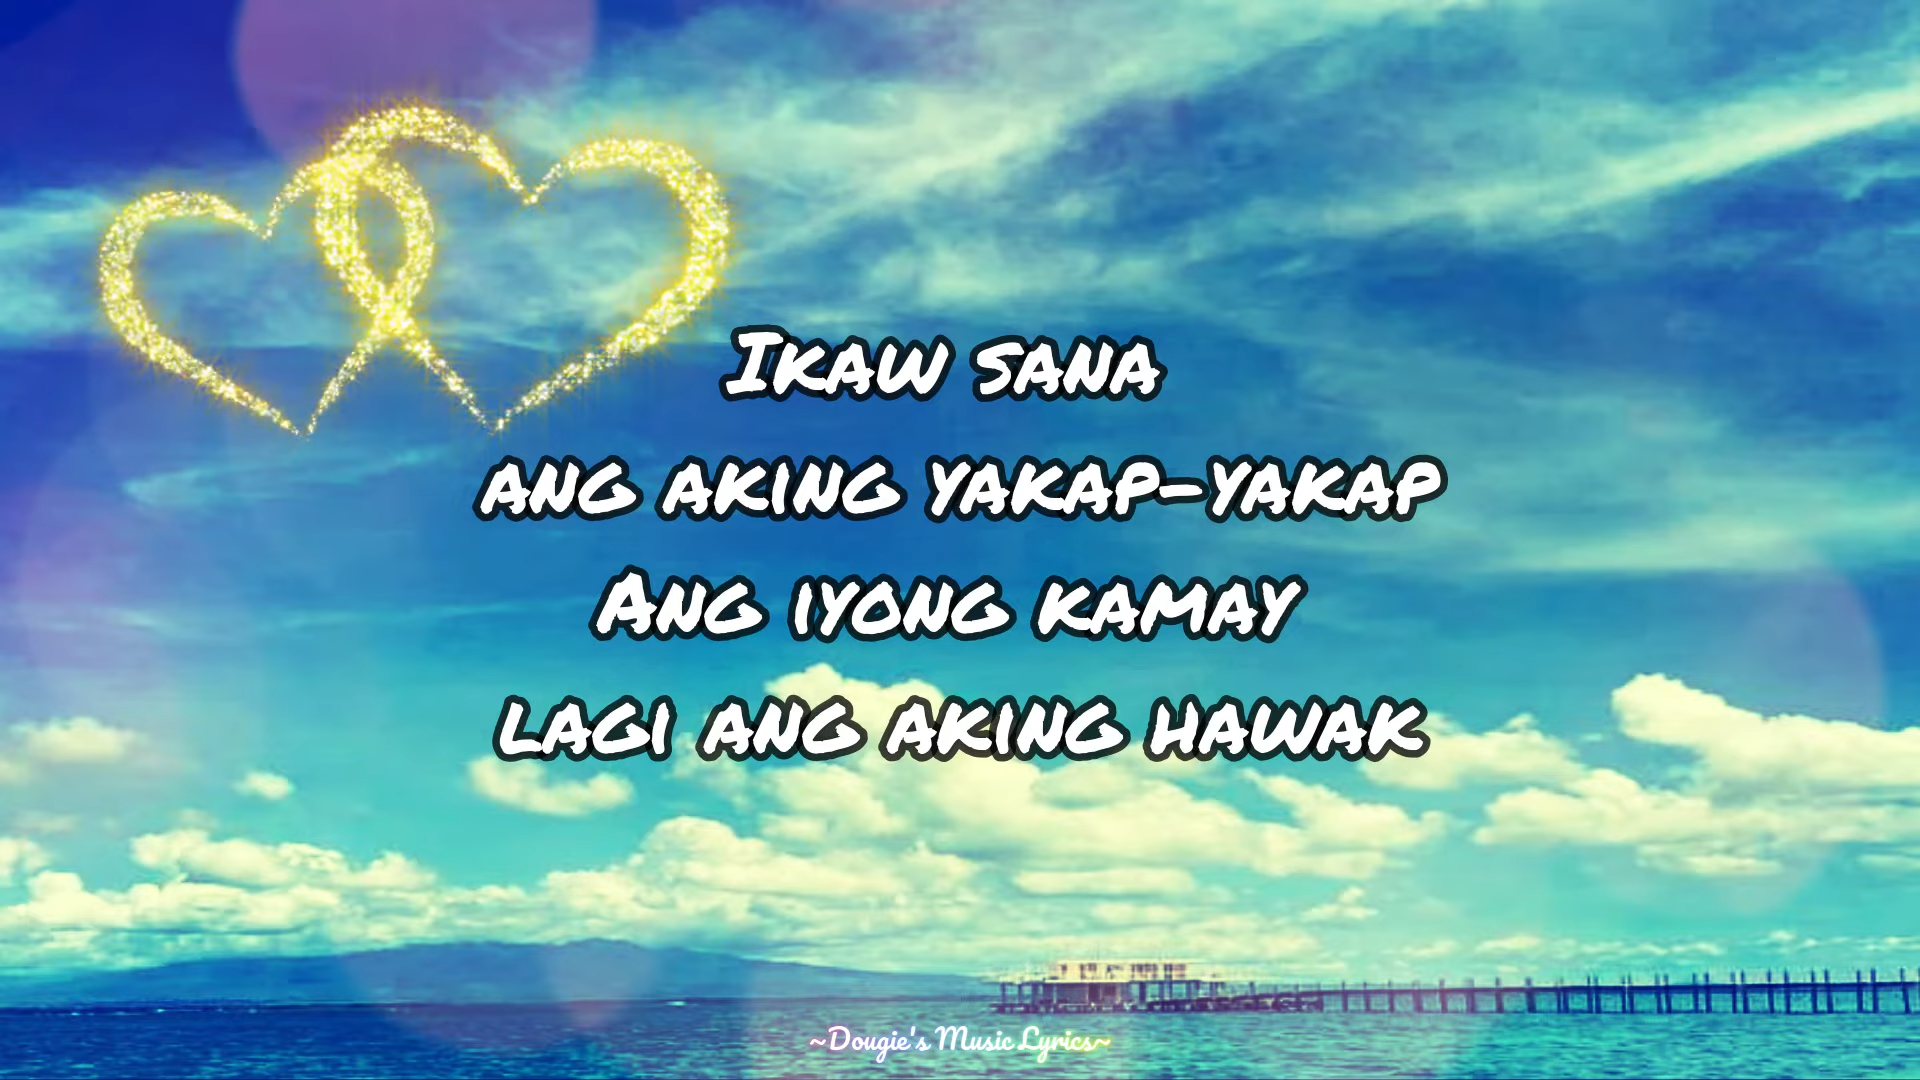 Ikaw sana
ang aking yakap-yakap
Ang iyong kamay
lagi ang aking hawak
~Dougie's Music Lyrics~